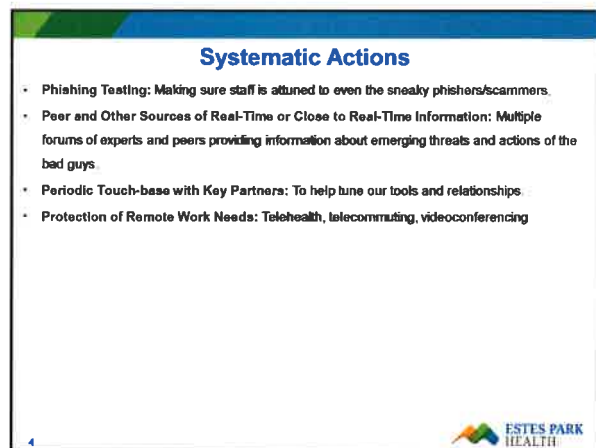 Systematic Actions
• Phishing Testing: Making sure staff is attuned to even the sneaky phishers/scammers.
• Peer and Other Sources of Real-Time or Close to Real-Time Information: Multiple
forums of experts and peers providing information about emerging threats and actions of the
bad guys.
• Periodic Touch-base with Key Partners: To help tune our tools and relationships.
• Protection of Remote Work Needs: Telehealth, telecommuting, videoconferencing
4
ESTES PARK
HEALTH